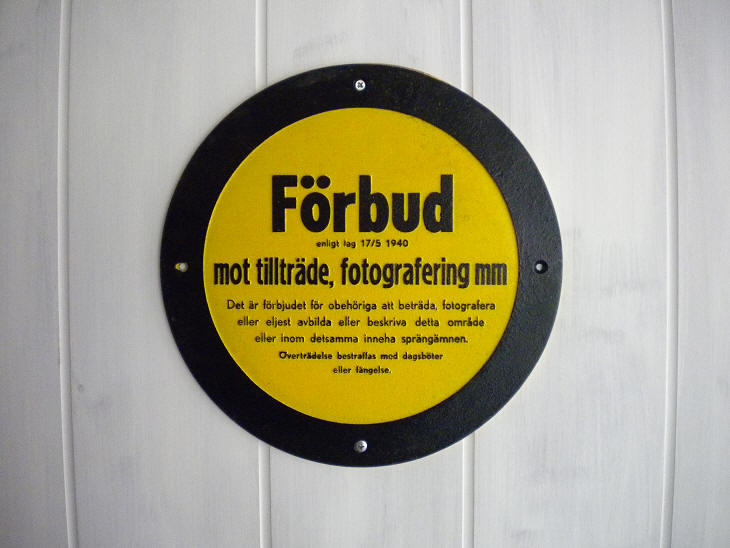 Förbud
enligt lag 17/5 1940
mot tillträde, fotografering mm
Det är förbjudet för obehöriga att beträda, fotografera
eller eljest avbilda eller beskriva detta område
eller inom detsamma inneha sprängämnen.
Överträdelse bestraffas med dagsböter
eller fängelse.